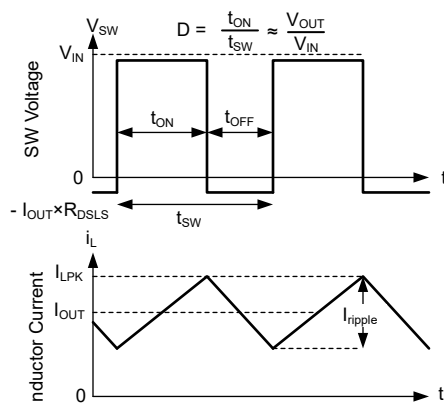 V_SW
D = t_ON / t_SW ≈ V_OUT / V_IN
V_IN
SW Voltage
t_ON
t_OFF
0
t
- I_OUT×R_DSLS
t_SW
i_L
I_LPK
I_OUT
I_ripple
nductor Current
0
t